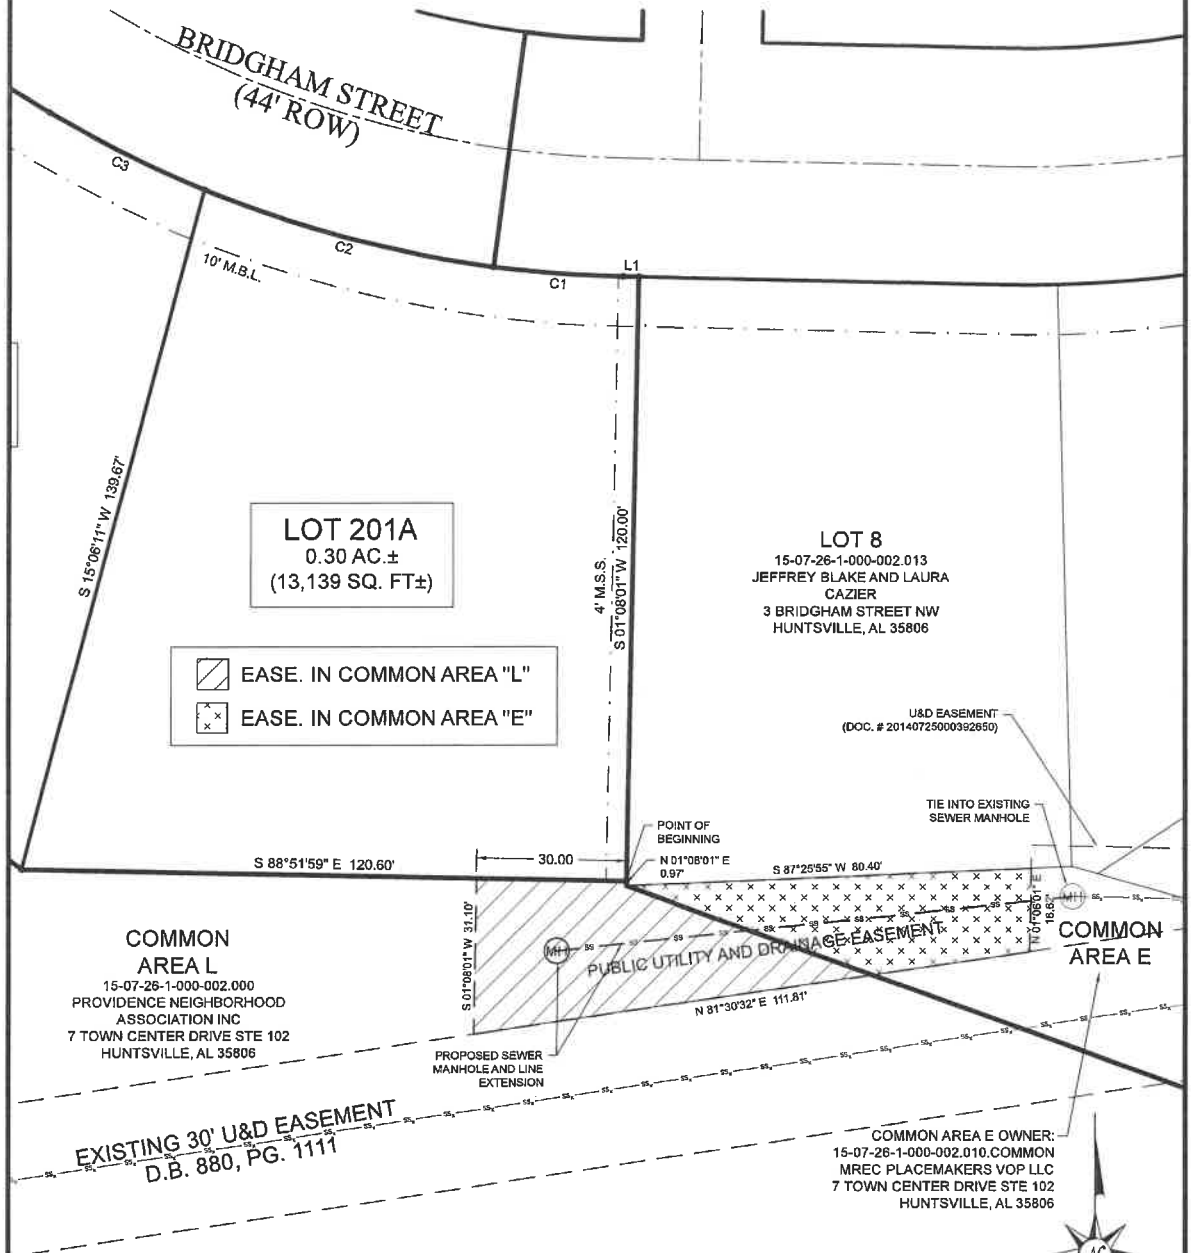 BRIDGHAM STREET
(44' ROW)
C3
C2
L1
C1
10' M.B.L.
S 15°06'11" W 139.67'
LOT 201A
0.30 AC.±
(13,139 SQ. FT±)
4' M.S.S.
S 01°08'01" W 120.00'
LOT 8
15-07-26-1-000-002.013
JEFFREY BLAKE AND LAURA
CAZIER
3 BRIDGHAM STREET NW
HUNTSVILLE, AL 35806
EASE. IN COMMON AREA "L"
EASE. IN COMMON AREA "E"
U&D EASEMENT
(DOC. # 20140725000392650)
TIE INTO EXISTING
SEWER MANHOLE
POINT OF
BEGINNING
S 88°51'59" E 120.60'
30.00
N 01°08'01" E
0.97'
S 87°25'55" W 80.40'
N 01°06'01" E
18.62'
MH
S 01°08'01" W 31.10'
MH
PUBLIC UTILITY AND DRAINAGE EASEMENT
N 81°30'32" E 111.81'
COMMON
AREA L
15-07-26-1-000-002.000
PROVIDENCE NEIGHBORHOOD
ASSOCIATION INC
7 TOWN CENTER DRIVE STE 102
HUNTSVILLE, AL 35806
COMMON
AREA E
PROPOSED SEWER
MANHOLE AND LINE
EXTENSION
EXISTING 30' U&D EASEMENT
D.B. 880, PG. 1111
COMMON AREA E OWNER:
15-07-26-1-000-002.010.COMMON
MREC PLACEMAKERS VOP LLC
7 TOWN CENTER DRIVE STE 102
HUNTSVILLE, AL 35806